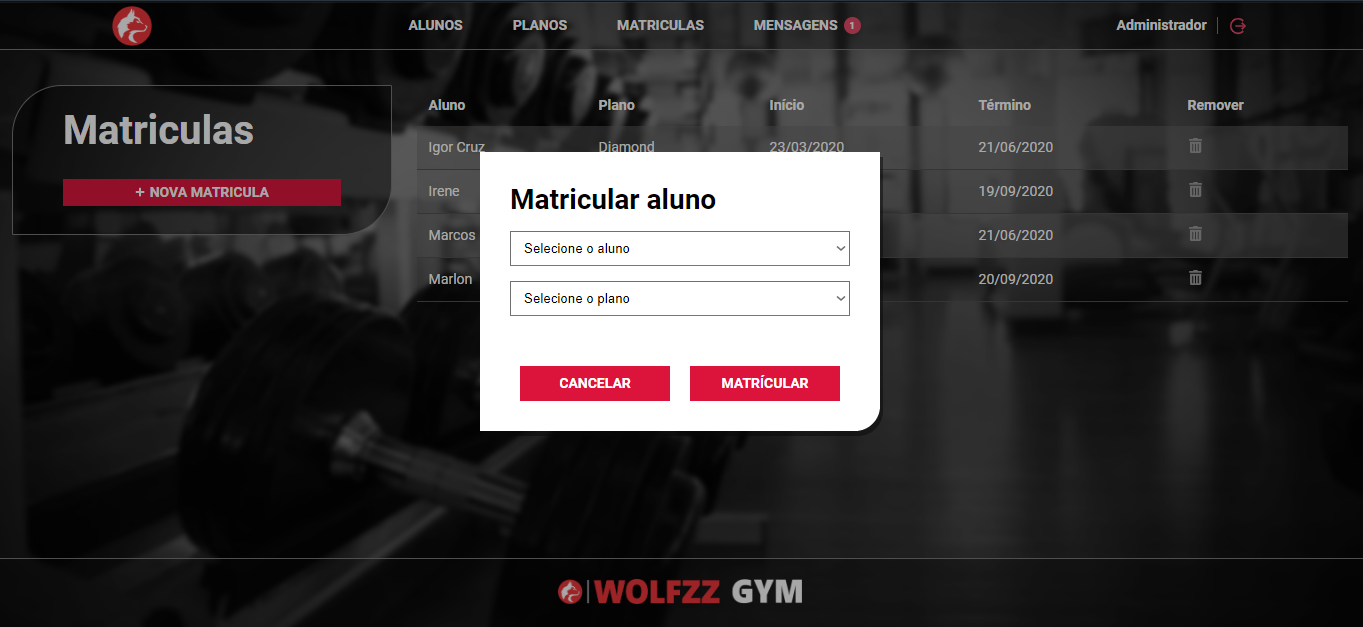 ALUNOS PLANOS MATRICULAS MENSAGENS 1 Administrador
Matriculas
+ NOVA MATRICULA
Aluno Plano Início Término Remover
Igor Cruz Diamond 23/03/2020 21/06/2020
Irene 19/09/2020
Marcos 21/06/2020
Marlon 20/09/2020
Matricular aluno
Selecione o aluno
Selecione o plano
CANCELAR MATRÍCULAR
WOLFZZ GYM